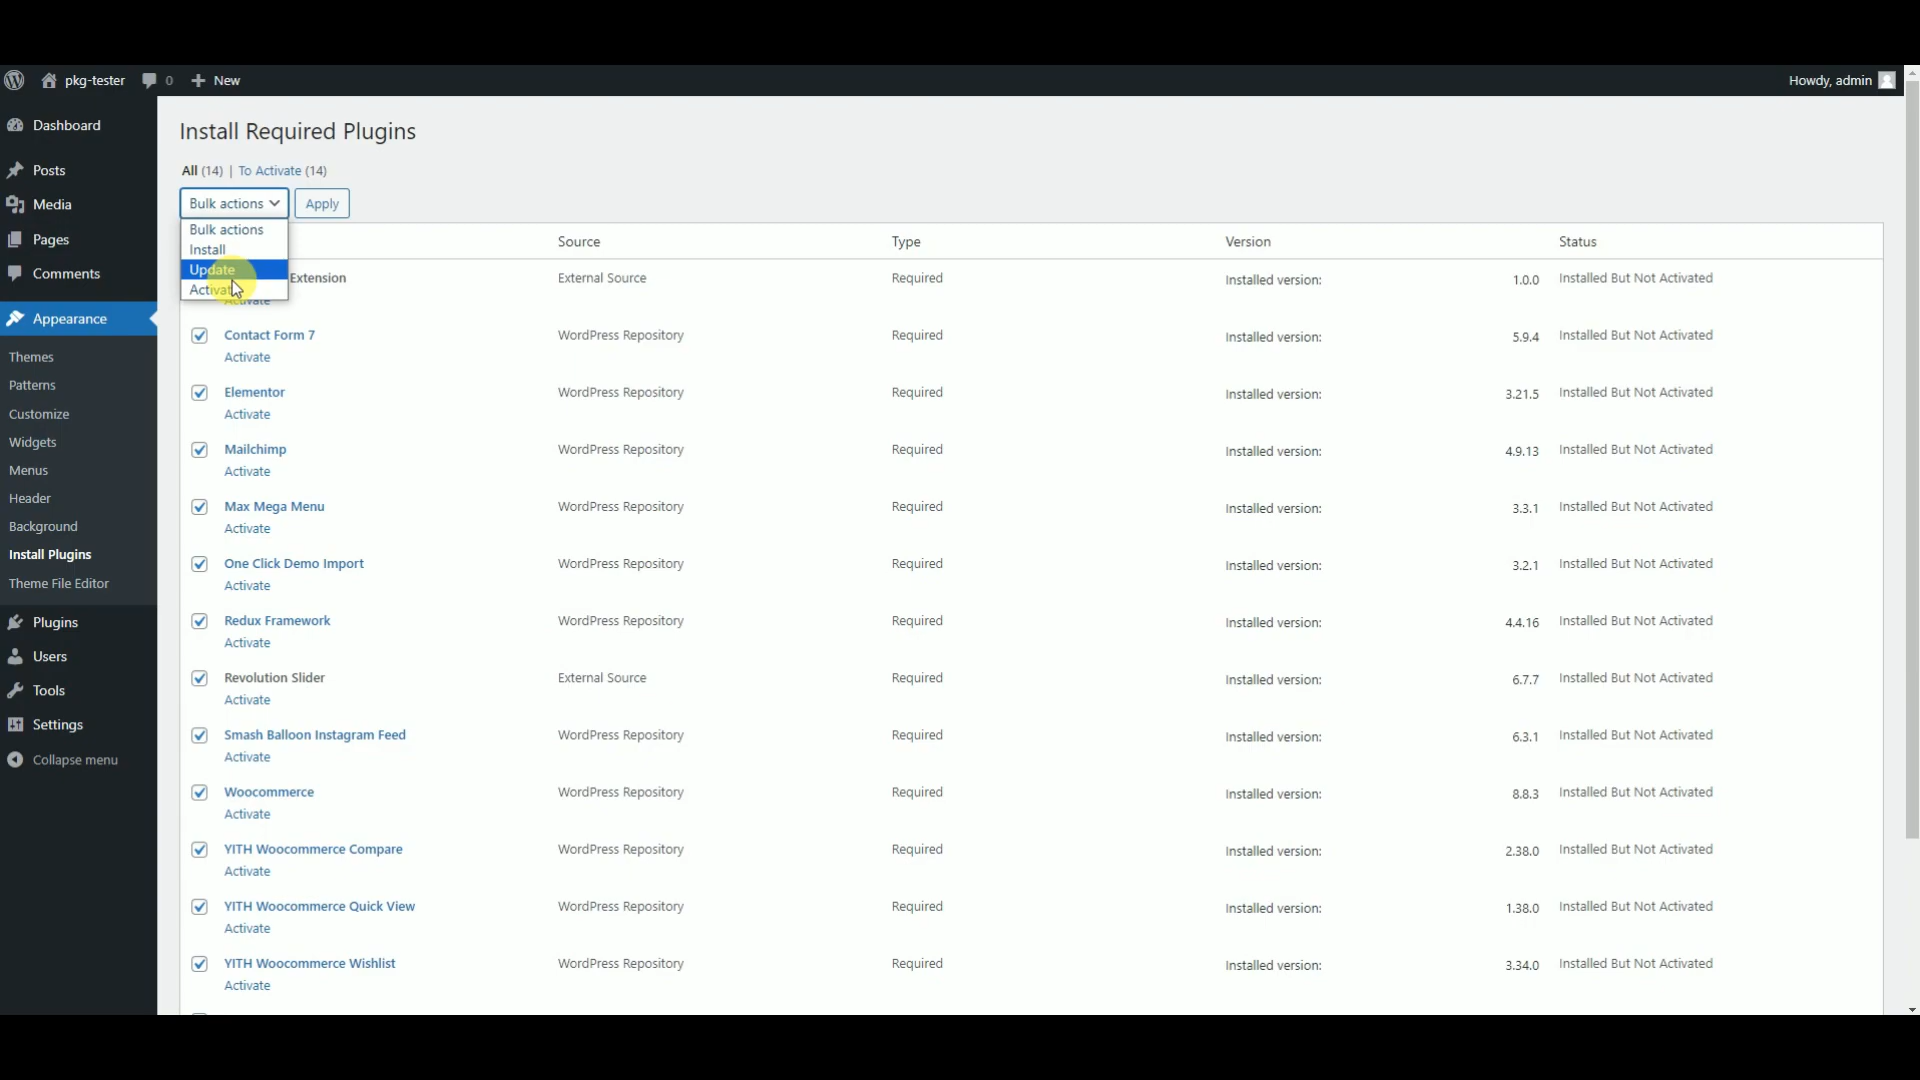 pkg-tester 0 New Howdy, admin
Dashboard
Posts
Media
Pages
Comments
Appearance
Themes
Patterns
Customize
Widgets
Menus
Header
Background
Install Plugins
Theme File Editor
Plugins
Users
Tools
Settings
Collapse menu
Install Required Plugins
All (14) | To Activate (14)
Bulk actions Apply
Bulk actions
Install
Update
Activate
Source Type Version Status
Extension External Source Required Installed version: 1.0.0 Installed But Not Activated
Activate
Contact Form 7 WordPress Repository Required Installed version: 5.9.4 Installed But Not Activated
Activate
Elementor WordPress Repository Required Installed version: 3.21.5 Installed But Not Activated
Activate
Mailchimp WordPress Repository Required Installed version: 4.9.13 Installed But Not Activated
Activate
Max Mega Menu WordPress Repository Required Installed version: 3.3.1 Installed But Not Activated
Activate
One Click Demo Import WordPress Repository Required Installed version: 3.2.1 Installed But Not Activated
Activate
Redux Framework WordPress Repository Required Installed version: 4.4.16 Installed But Not Activated
Activate
Revolution Slider External Source Required Installed version: 6.7.7 Installed But Not Activated
Activate
Smash Balloon Instagram Feed WordPress Repository Required Installed version: 6.3.1 Installed But Not Activated
Activate
Woocommerce WordPress Repository Required Installed version: 8.8.3 Installed But Not Activated
Activate
YITH Woocommerce Compare WordPress Repository Required Installed version: 2.38.0 Installed But Not Activated
Activate
YITH Woocommerce Quick View WordPress Repository Required Installed version: 1.38.0 Installed But Not Activated
Activate
YITH Woocommerce Wishlist WordPress Repository Required Installed version: 3.34.0 Installed But Not Activated
Activate